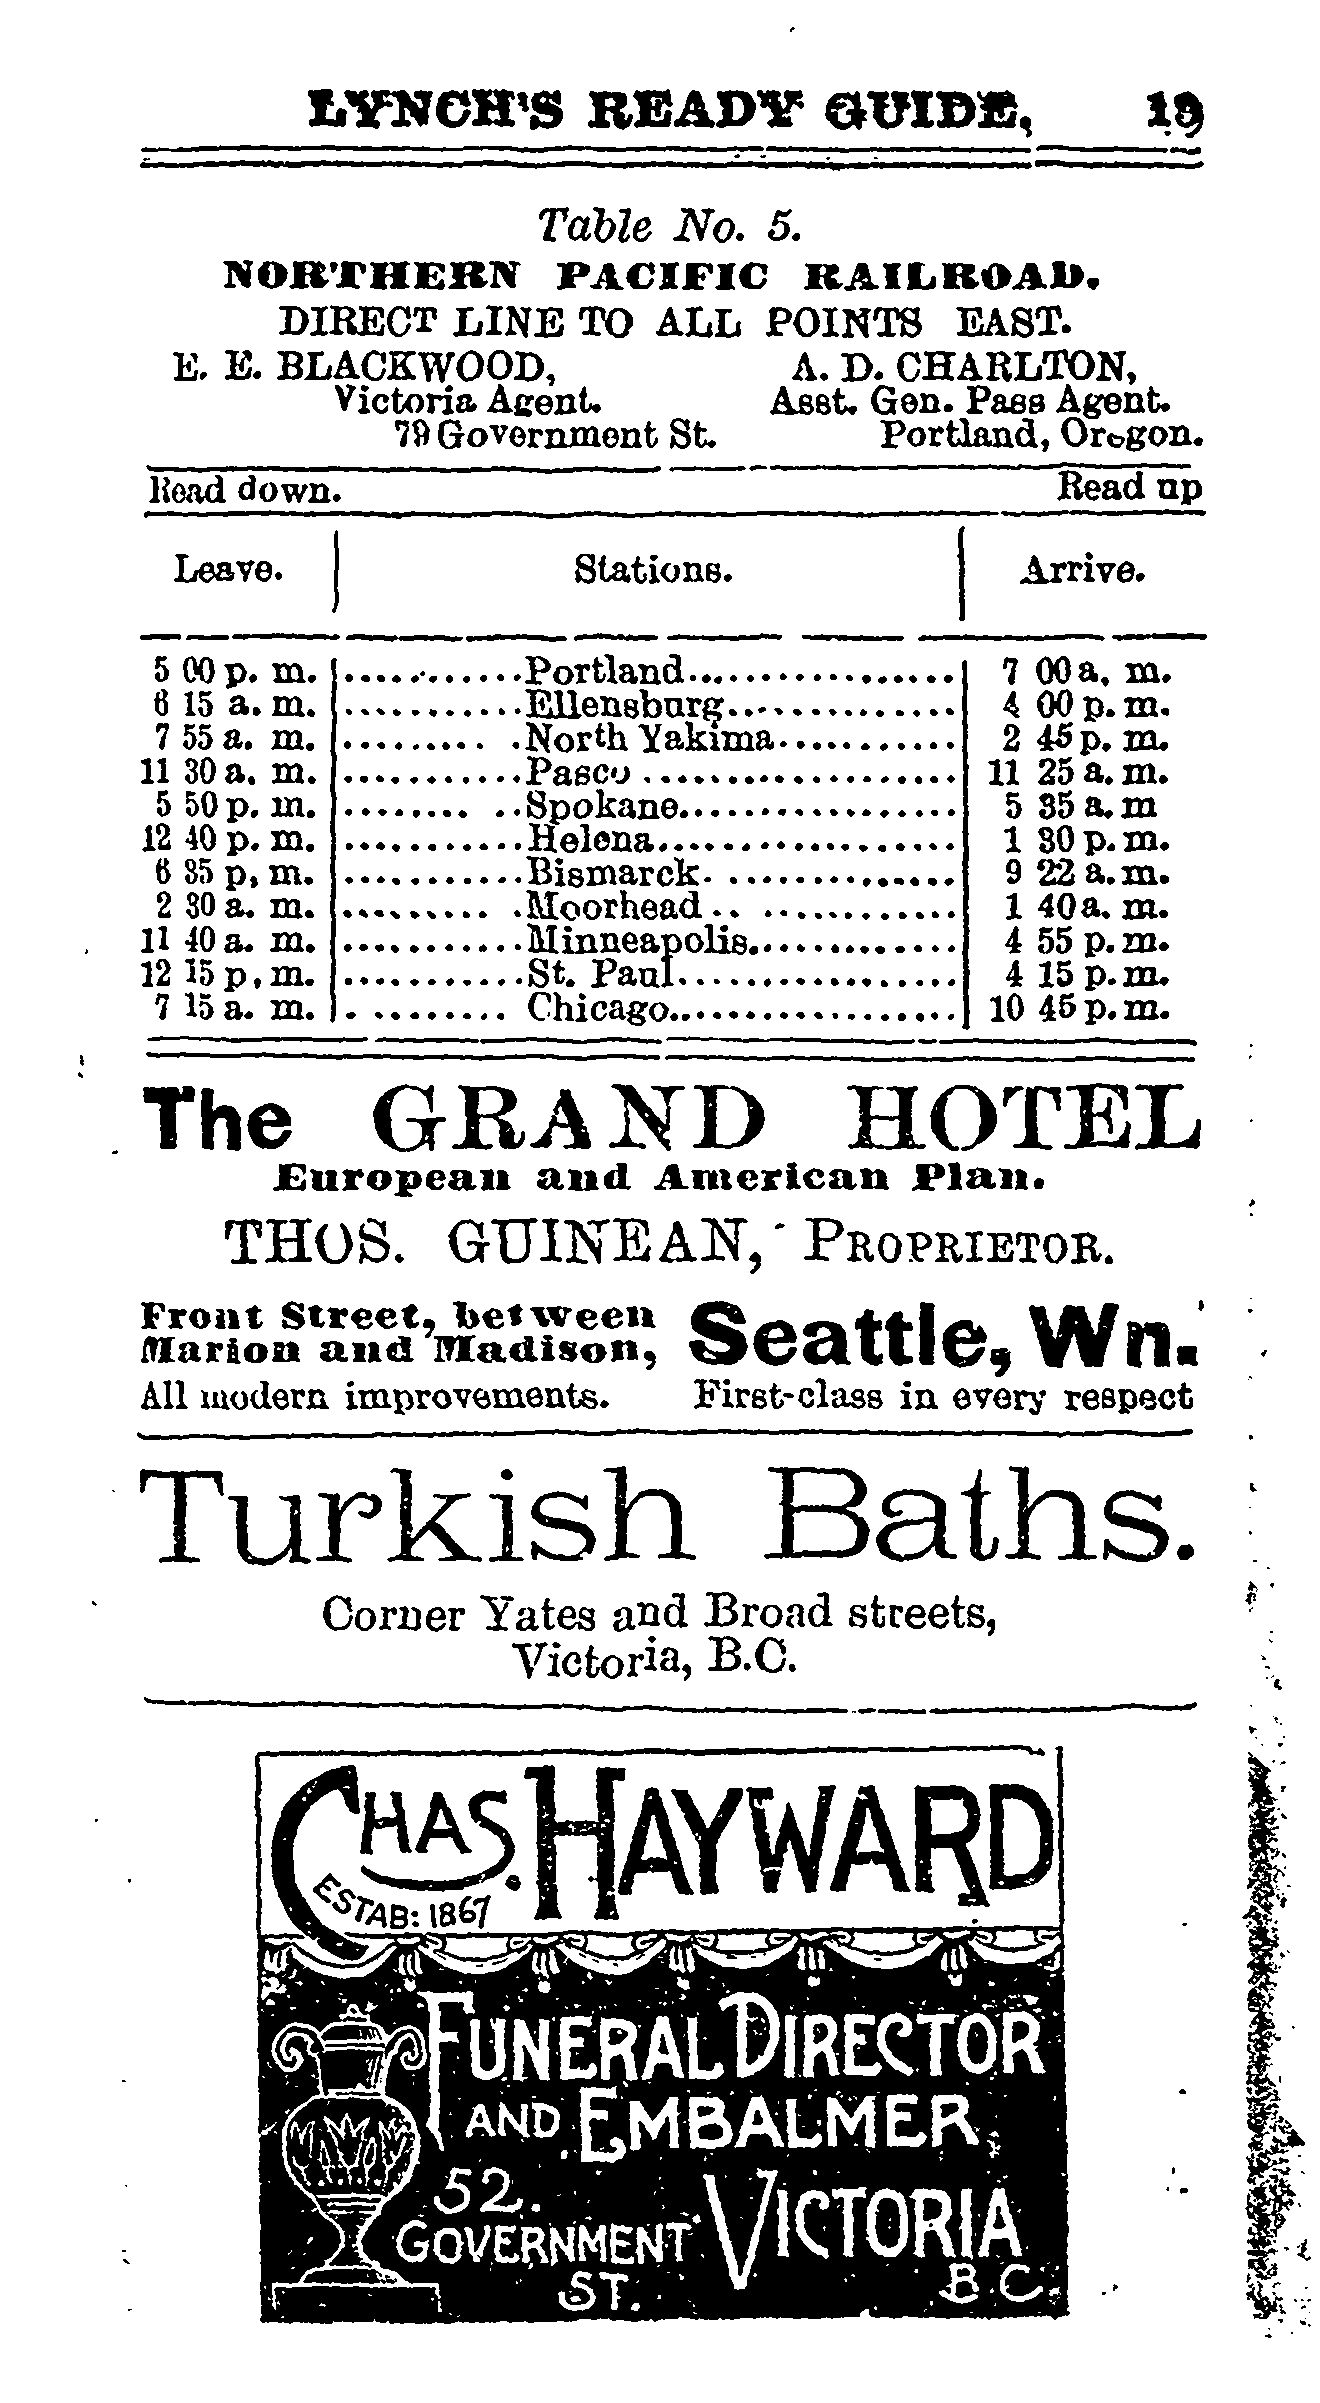 LYNCH'S READY GUIDE, 19
Table No. 5.
NORTHERN PACIFIC RAILROAD.
DIRECT LINE TO ALL POINTS EAST.
E. E. BLACKWOOD, A. D. CHARLTON,
Victoria Agent. Asst. Gen. Pass Agent.
79 Government St. Portland, Oregon.
Read down. Read up
Leave. Stations. Arrive.
5 00 p. m. ...........Portland................ 7 00 a. m.
6 15 a. m. ...........Ellensburg.............. 4 00 p. m.
7 55 a. m. ......... .North Yakima........... 2 45 p. m.
11 30 a. m. ...........Pasco ................... 11 25 a. m.
5 50 p. m. ........ ..Spokane................. 5 35 a. m
12 40 p. m. ...........Helena.................. 1 30 p. m.
6 35 p. m. ...........Bismarck. .............. 9 22 a. m.
2 30 a. m. ......... .Moorhead .. ............ 1 40 a. m.
11 40 a. m. ...........Minneapolis............. 4 55 p. m.
12 15 p. m. ...........St. Paul................. 4 15 p. m.
7 15 a. m. . ........ Chicago.................. 10 45 p. m.
The GRAND HOTEL
European and American Plan.
THOS. GUINEAN, - PROPRIETOR.
Front Street, between
Marion and Madison, Seattle, Wn.
All modern improvements. First-class in every respect
Turkish Baths.
Corner Yates and Broad streets,
Victoria, B.C.
CHAS. HAYWARD
ESTAB: 1867
FUNERAL DIRECTOR
AND EMBALMER
52.
GOVERNMENT VICTORIA
ST. B.C.